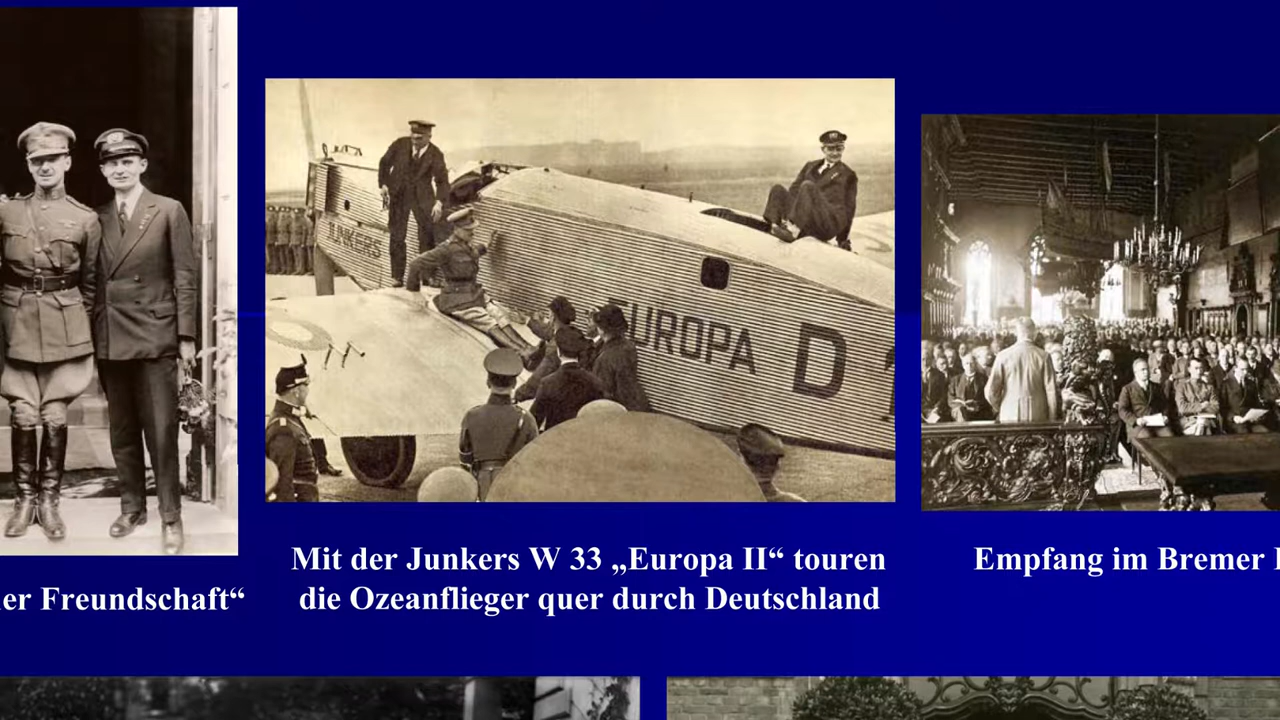 JUNKERS
EUROPA D
er Freundschaft“
Mit der Junkers W 33 „Europa II“ touren
die Ozeanflieger quer durch Deutschland
Empfang im Bremer